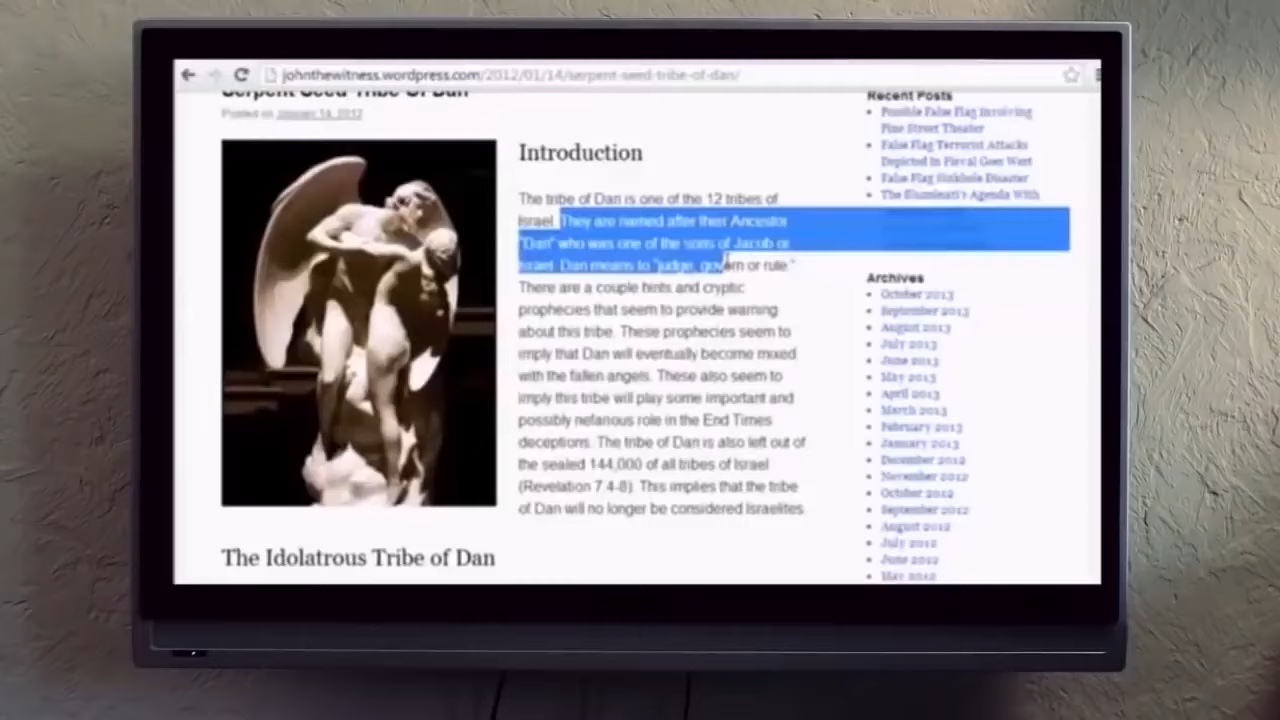 johnthewitness.wordpress.com/2012/01/14/serpent-seed-tribe-of-dan/
Serpent Seed Tribe Of Dan
Posted on January 14, 2012
Introduction
The tribe of Dan is one of the 12 tribes of
Israel. They are named after their Ancestor
"Dan" who was one of the sons of Jacob or
Israel. Dan means to "judge, govern or rule."
There are a couple hints and cryptic
prophecies that seem to provide warning
about this tribe. These prophecies seem to
imply that Dan will eventually become mixed
with the fallen angels. These also seem to
imply this tribe will play some important and
possibly nefarious role in the End Times
deceptions. The tribe of Dan is also left out of
the sealed 144,000 of all tribes of Israel
(Revelation 7:4-8). This implies that the tribe
of Dan will no longer be considered Israelites
The Idolatrous Tribe of Dan
Recent Posts
Possible False Flag Involving
Pine Street Theater
False Flag Terrorist Attacks
Depicted In Fireal Goes West
False Flag Sinkhole Disaster
The Illuminati's Agenda With
Archives
October 2013
September 2013
August 2013
July 2013
June 2013
May 2013
April 2013
March 2013
February 2013
January 2013
December 2012
November 2012
October 2012
September 2012
August 2012
July 2012
June 2012
May 2012